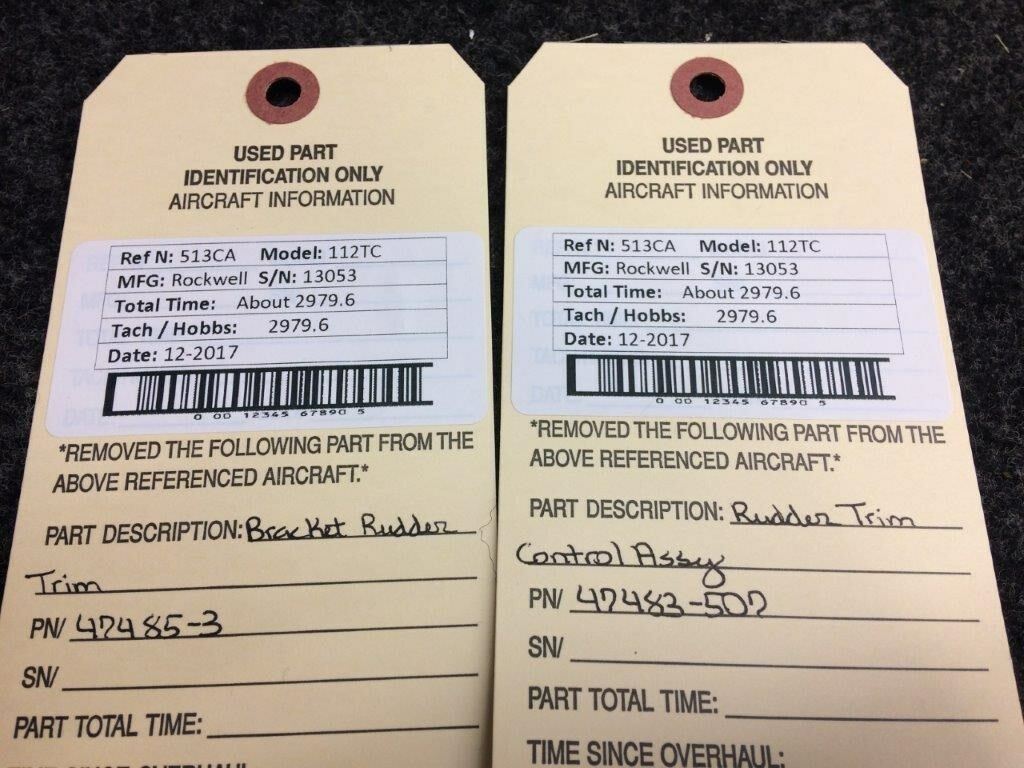 USED PART
IDENTIFICATION ONLY
AIRCRAFT INFORMATION
Ref N: 513CA Model: 112TC
MFG: Rockwell S/N: 13053
Total Time: About 2979.6
Tach / Hobbs: 2979.6
Date: 12-2017
0 00 12345 67890 5
*REMOVED THE FOLLOWING PART FROM THE
ABOVE REFERENCED AIRCRAFT.*
PART DESCRIPTION: Bracket Rudder
Trim
PN/ 47485-3
SN/
PART TOTAL TIME:
USED PART
IDENTIFICATION ONLY
AIRCRAFT INFORMATION
Ref N: 513CA Model: 112TC
MFG: Rockwell S/N: 13053
Total Time: About 2979.6
Tach / Hobbs: 2979.6
Date: 12-2017
0 00 12345 67890 5
*REMOVED THE FOLLOWING PART FROM THE
ABOVE REFERENCED AIRCRAFT.*
PART DESCRIPTION: Rudder Trim
Control Assy
PN/ 47483-507
SN/
PART TOTAL TIME:
TIME SINCE OVERHAUL: